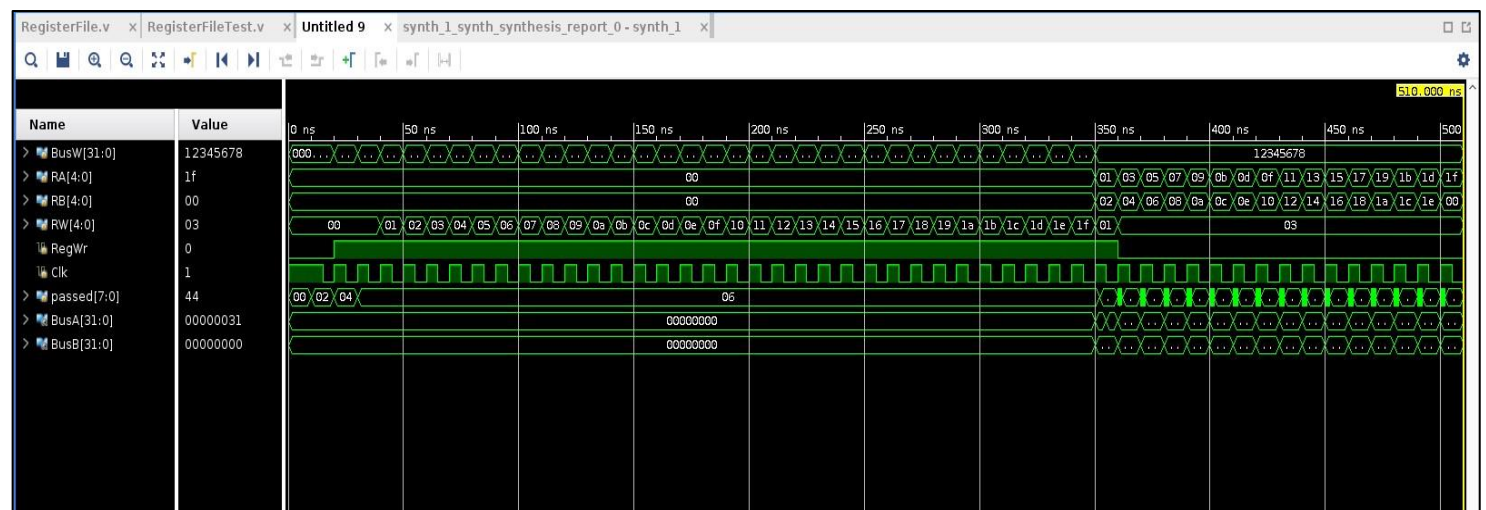 RegisterFile.v × RegisterFileTest.v × Untitled 9 × synth_1_synth_synthesis_report_0 - synth_1 ×
510.000 ns
Name Value 0 ns 50 ns 100 ns 150 ns 200 ns 250 ns 300 ns 350 ns 400 ns 450 ns 500
BusW[31:0] 12345678 000... 12345678
RA[4:0] 1f 00 01 03 05 07 09 0b 0d 0f 11 13 15 17 19 1b 1d 1f
RB[4:0] 00 00 02 04 06 08 0a 0c 0e 10 12 14 16 18 1a 1c 1e 00
RW[4:0] 03 00 01 02 03 04 05 06 07 08 09 0a 0b 0c 0d 0e 0f 10 11 12 13 14 15 16 17 18 19 1a 1b 1c 1d 1e 1f 01 03
RegWr 0
Clk 1
passed[7:0] 44 00 02 04 06
BusA[31:0] 00000031 00000000
BusB[31:0] 00000000 00000000